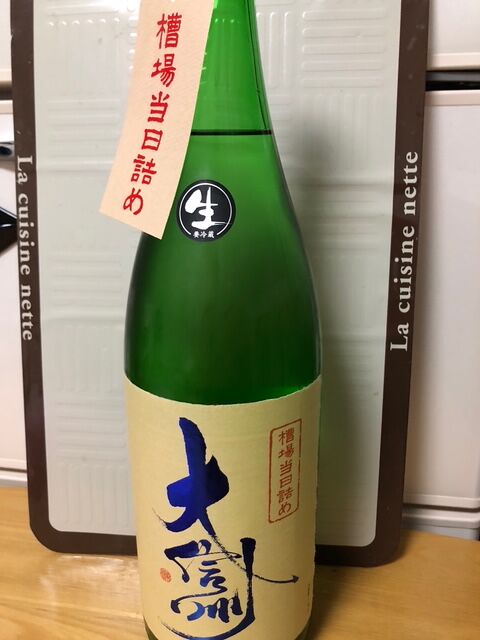 槽場当日詰め
生
要冷蔵
槽場当日詰め
大信州
La cuisine nette
La cuisine nette